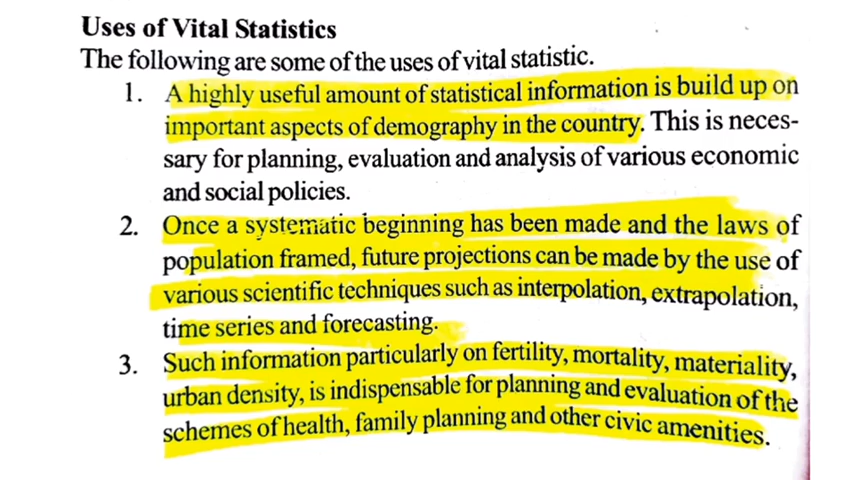 Uses of Vital Statistics
The following are some of the uses of vital statistic.
1. A highly useful amount of statistical information is build up on
important aspects of demography in the country. This is neces-
sary for planning, evaluation and analysis of various economic
and social policies.
2. Once a systematic beginning has been made and the laws of
population framed, future projections can be made by the use of
various scientific techniques such as interpolation, extrapolation,
time series and forecasting.
3. Such information particularly on fertility, mortality, materiality,
urban density, is indispensable for planning and evaluation of the
schemes of health, family planning and other civic amenities.